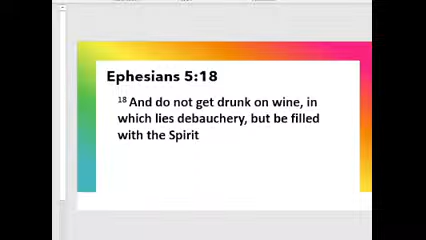 Ephesians 5:18
18 And do not get drunk on wine, in
which lies debauchery, but be filled
with the Spirit